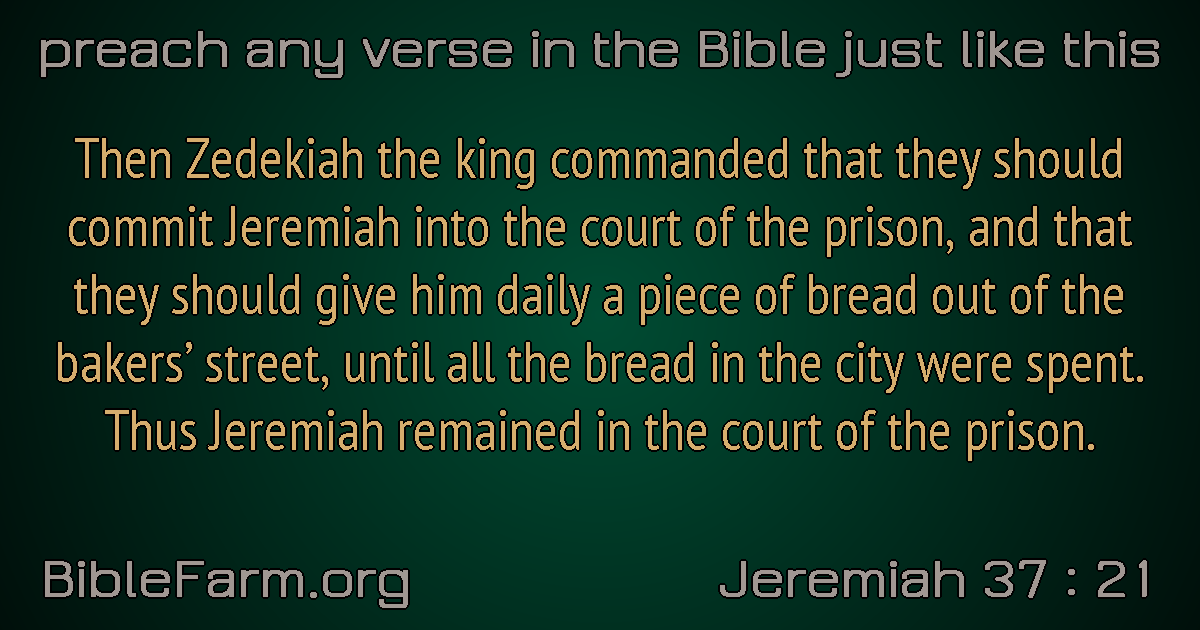 preach any verse in the Bible just like this
Then Zedekiah the king commanded that they should
commit Jeremiah into the court of the prison, and that
they should give him daily a piece of bread out of the
bakers’ street, until all the bread in the city were spent.
Thus Jeremiah remained in the court of the prison.
BibleFarm.org
Jeremiah 37 : 21